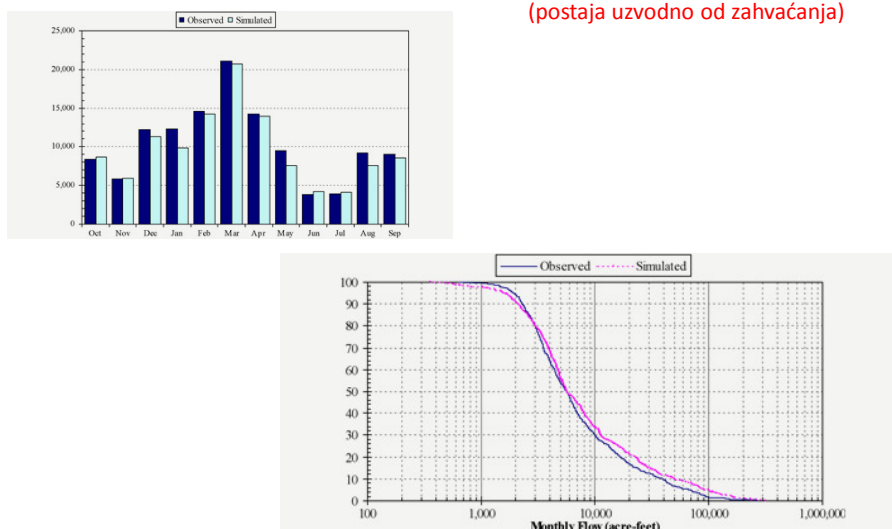 (postaja uzvodno od zahvaćanja)
Observed Simulated
25,000
20,000
15,000
10,000
5,000
0
Oct Nov Dec Jan Feb Mar Apr May Jun Jul Aug Sep
Observed Simulated
100
90
80
70
60
50
40
30
20
10
0
100 1,000 10,000 100,000 1,000,000
Monthly Flow (acre-feet)